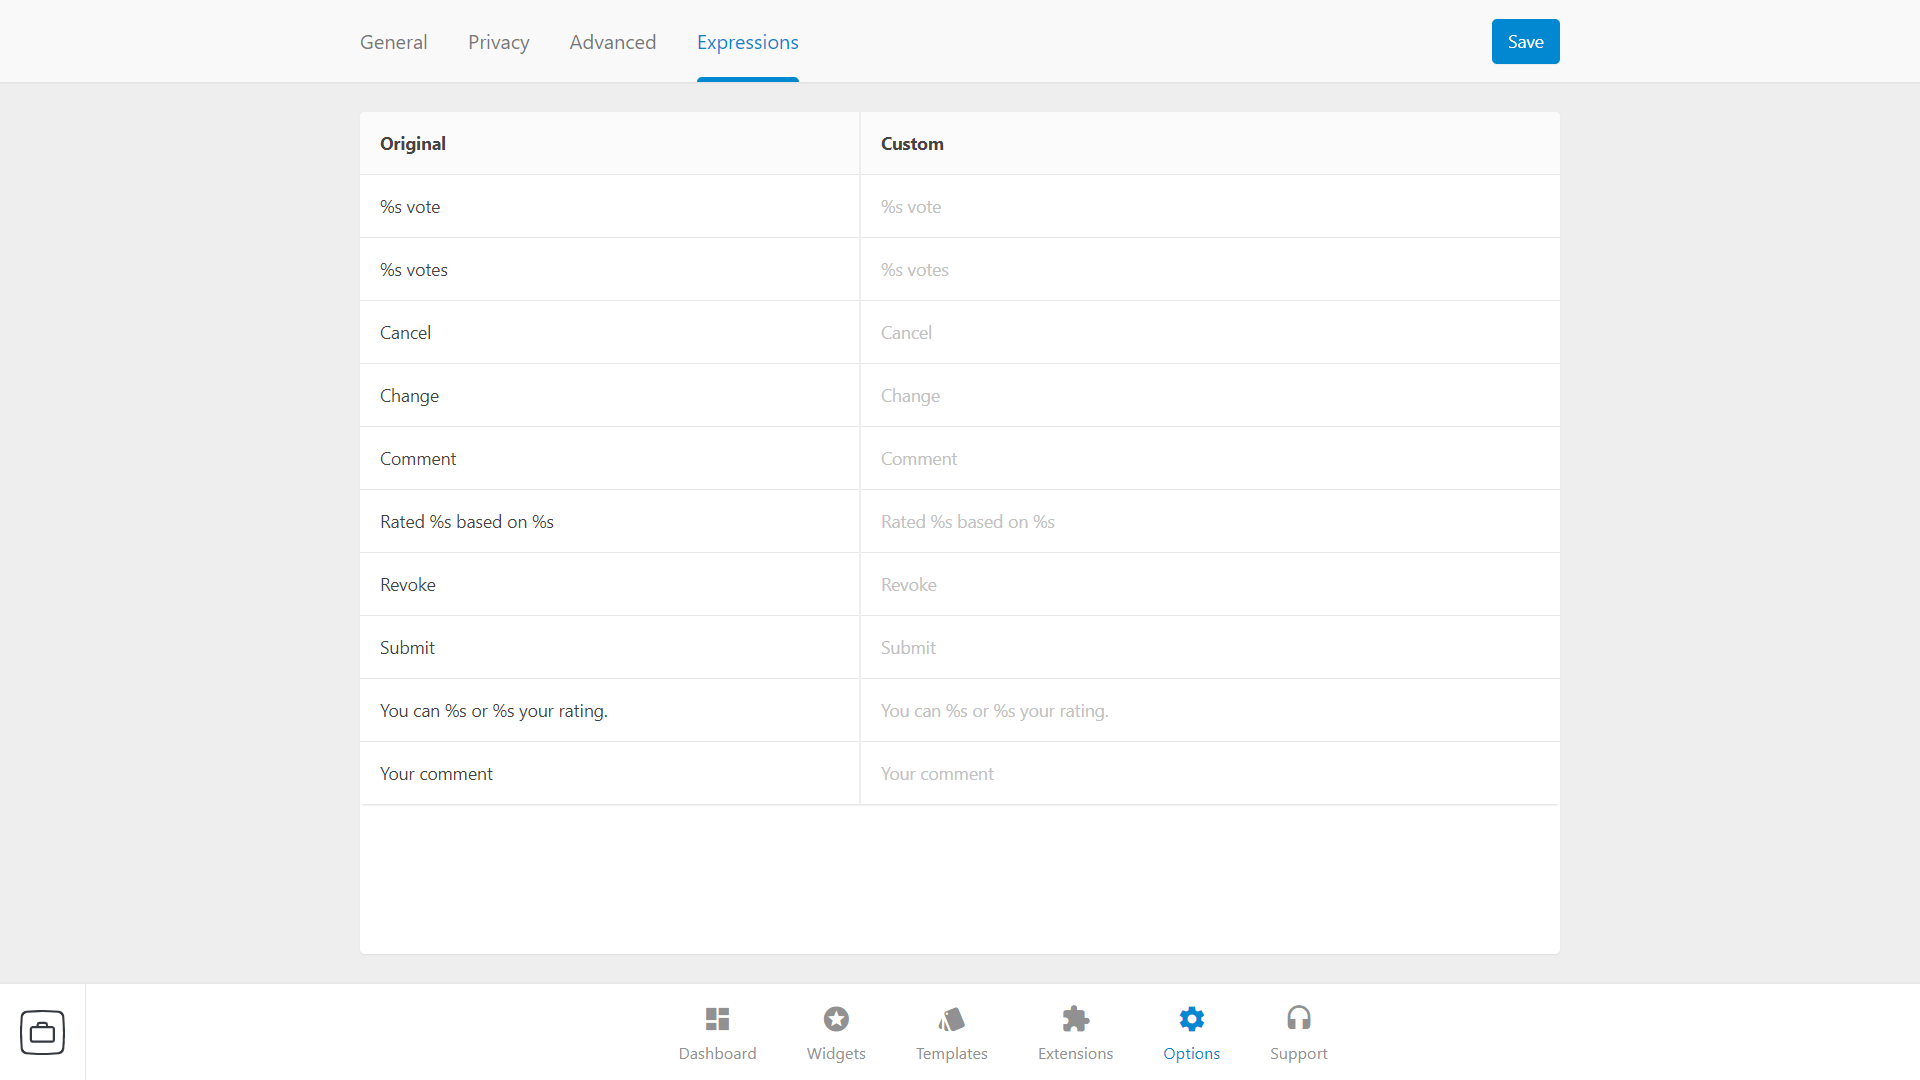 General Privacy Advanced Expressions Save
Original Custom
%s vote %s vote
%s votes %s votes
Cancel Cancel
Change Change
Comment Comment
Rated %s based on %s Rated %s based on %s
Revoke Revoke
Submit Submit
You can %s or %s your rating. You can %s or %s your rating.
Your comment Your comment
Dashboard Widgets Templates Extensions Options Support